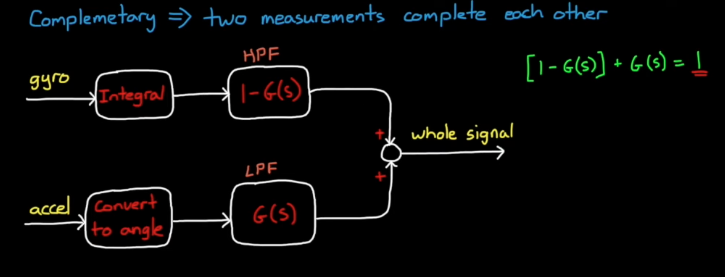 Complemetary ⇒ two measurements complete each other
[1-G(s)] + G(s) = 1
HPF
gyro
Integral
1-G(s)
+
whole signal
LPF
+
accel
Convert
to angle
G(s)